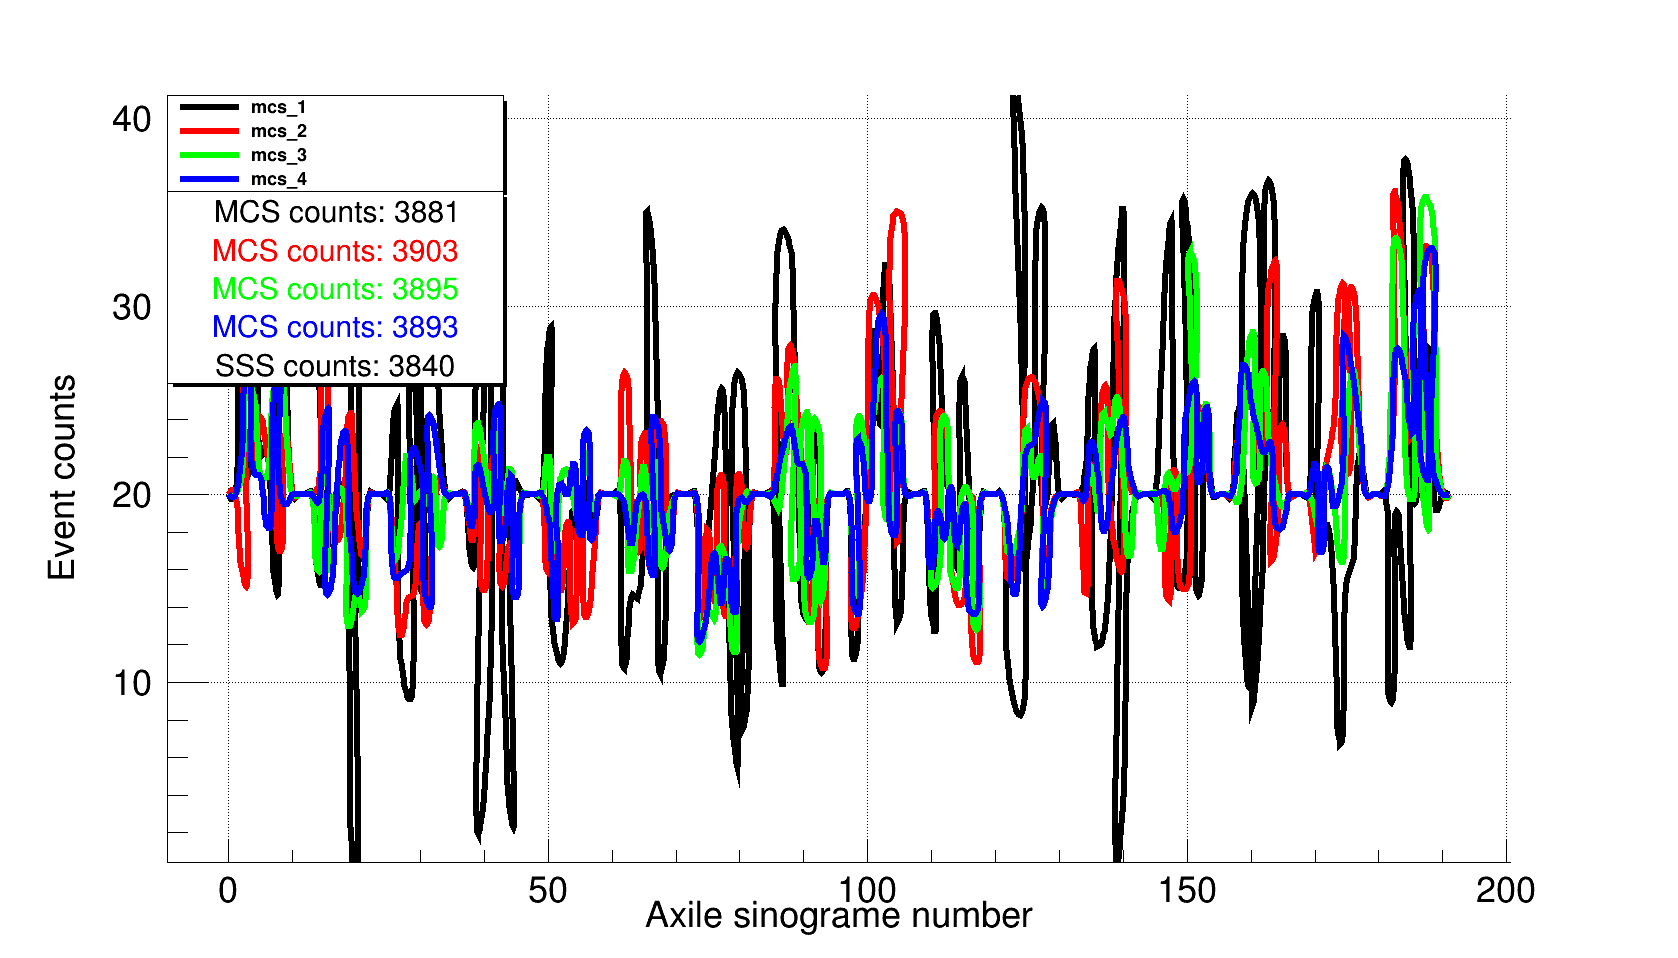 mcs_1
mcs_2
mcs_3
mcs_4
MCS counts: 3881
MCS counts: 3903
MCS counts: 3895
MCS counts: 3893
SSS counts: 3840
40
30
20
10
Event counts
0 50 100 150 200
Axile sinograme number